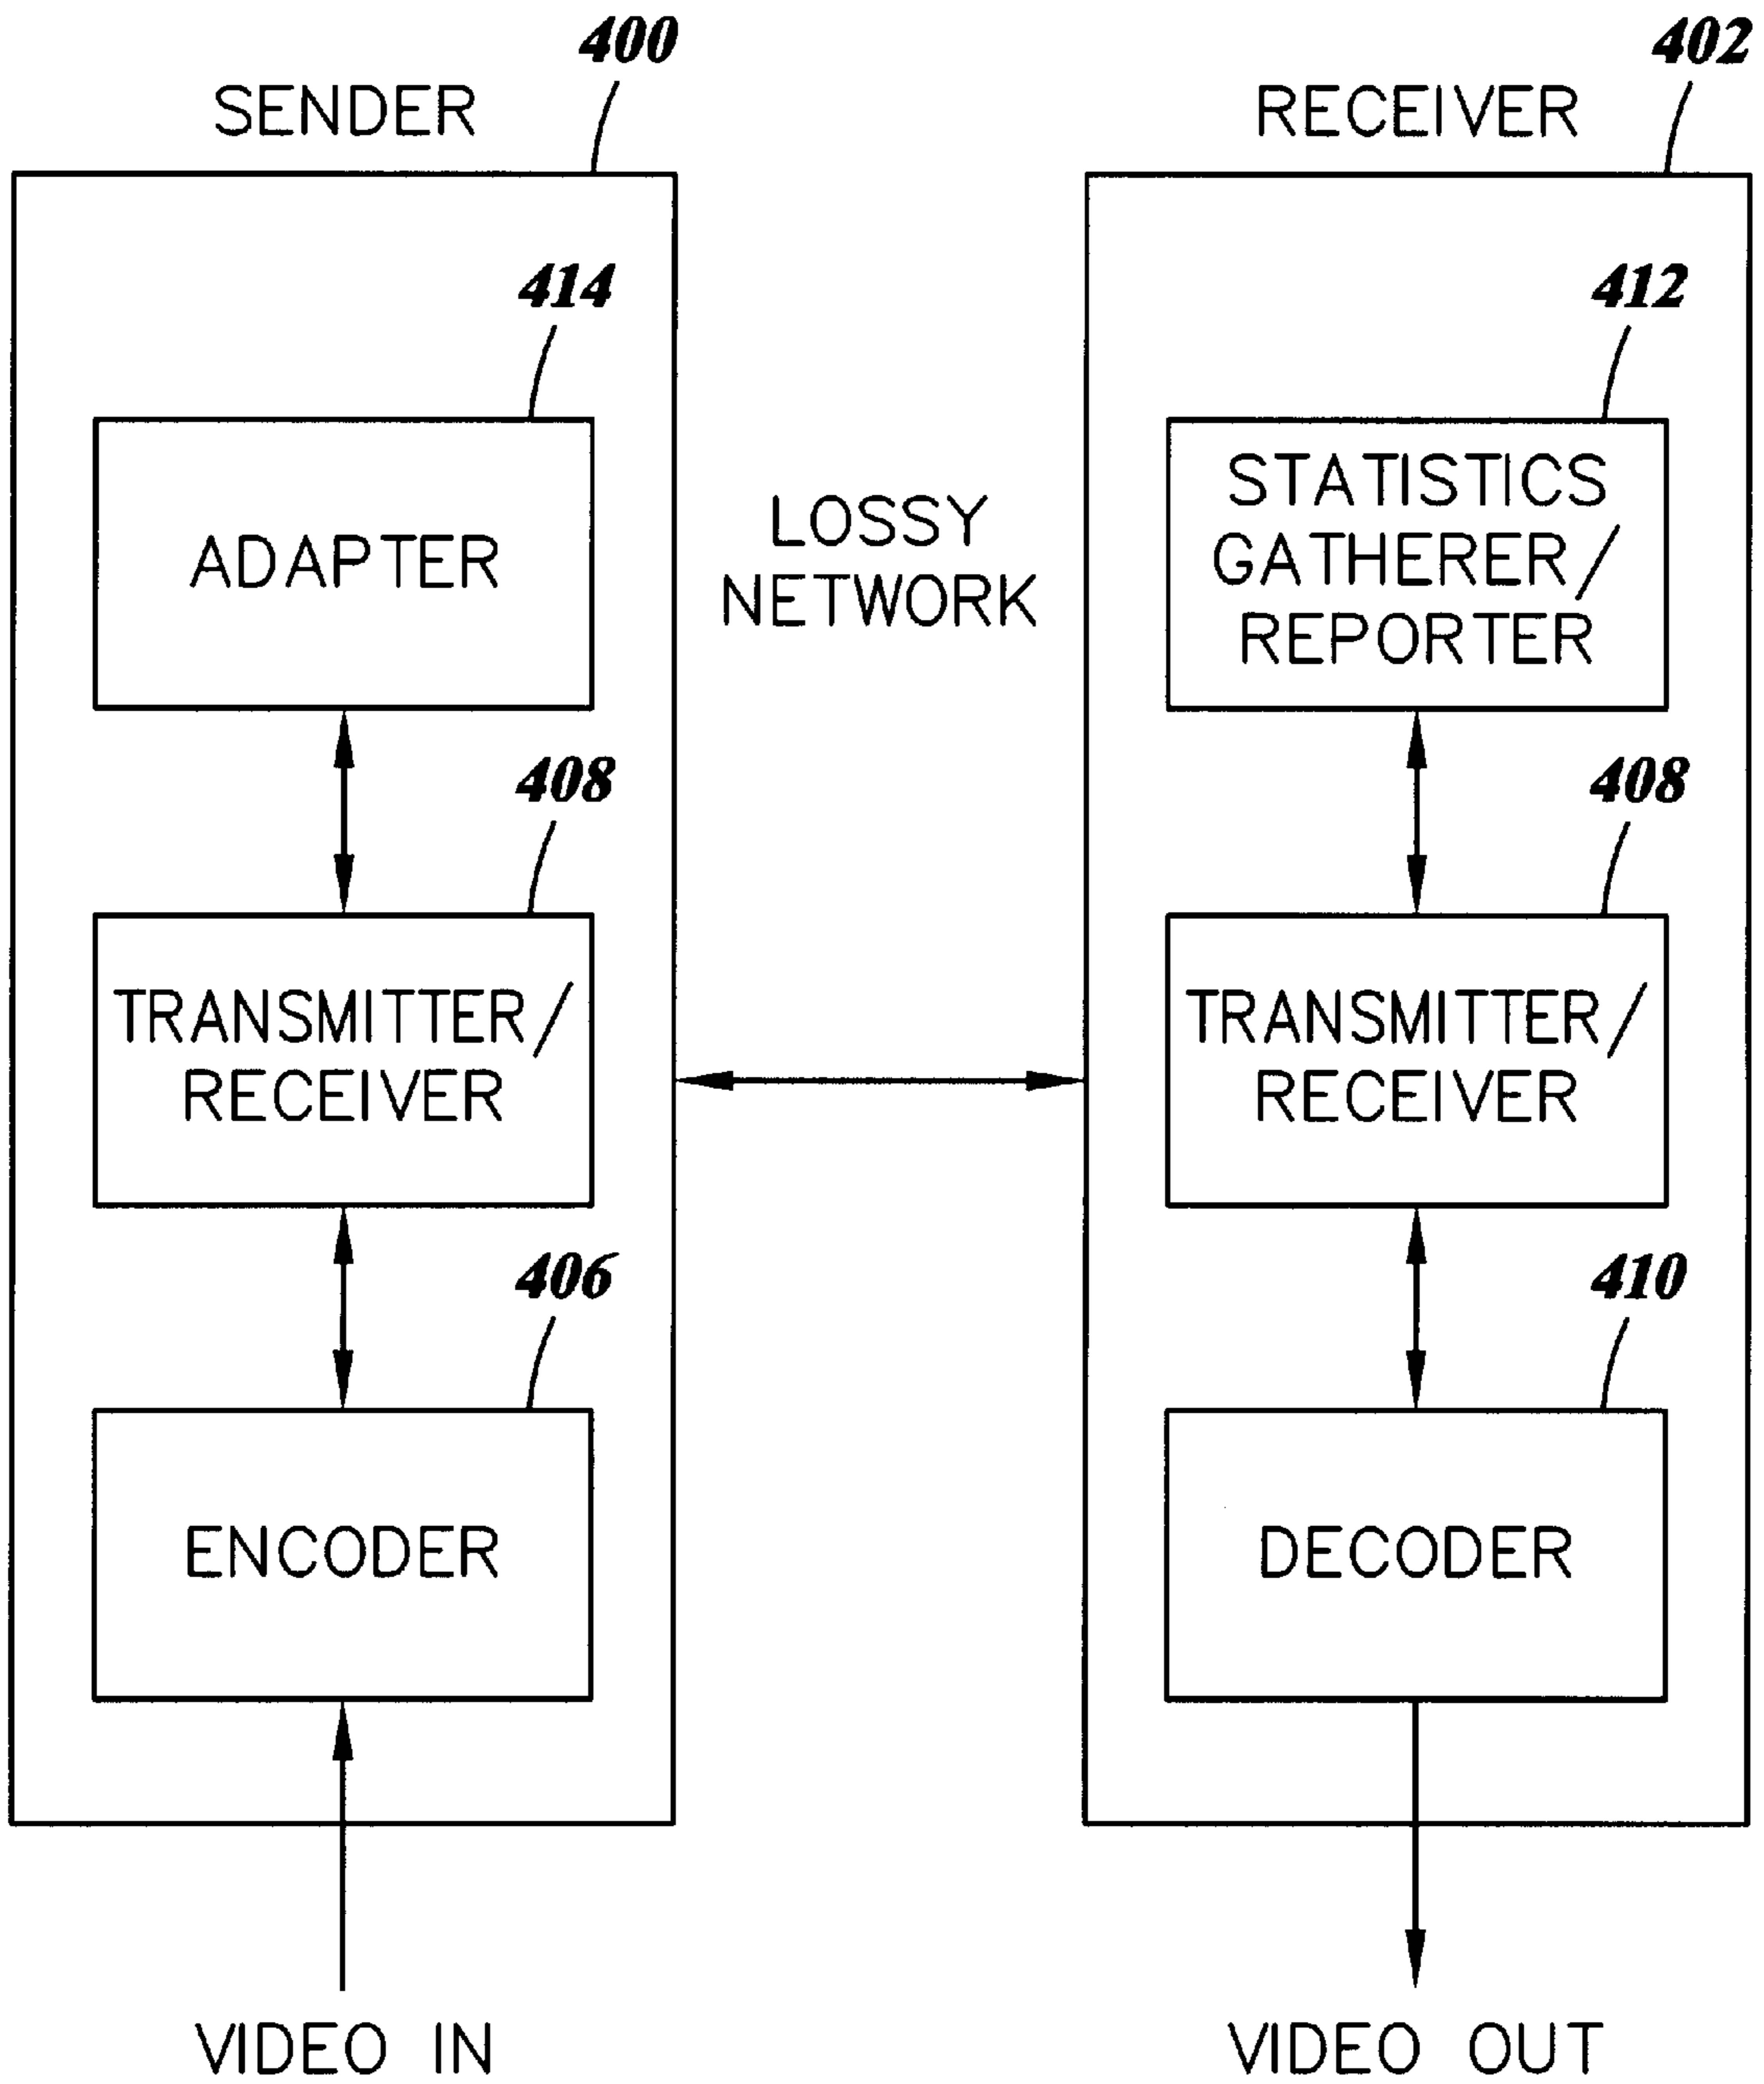 400
SENDER
402
RECEIVER
414
ADAPTER
LOSSY
NETWORK
412
STATISTICS
GATHERER/
REPORTER
408
TRANSMITTER/
RECEIVER
408
TRANSMITTER/
RECEIVER
406
ENCODER
410
DECODER
VIDEO IN
VIDEO OUT